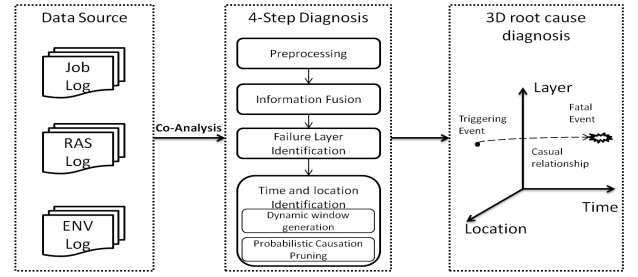 Data Source
Job
Log
RAS
Log
ENV
Log
Co-Analysis
4-Step Diagnosis
Preprocessing
Information Fusion
Failure Layer
Identification
Time and location
Identification
Dynamic window
generation
Probabilistic Causation
Pruning
3D root cause
diagnosis
Layer
Triggering
Event
Fatal
Event
Casual
relationship
Time
Location